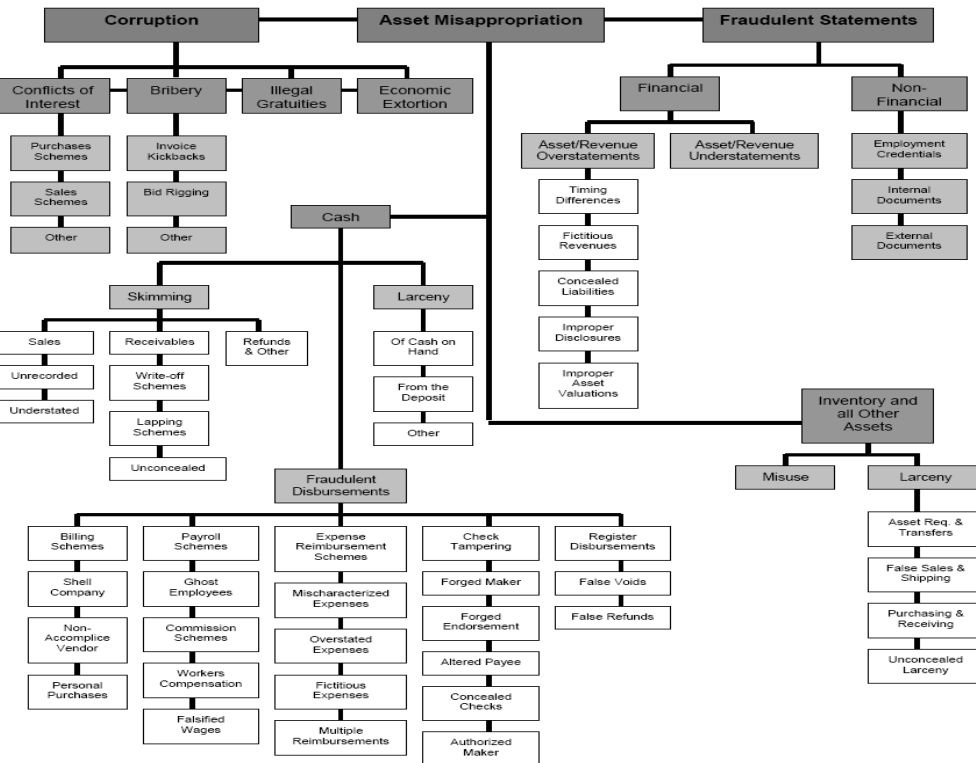 Corruption
Asset Misappropriation
Fraudulent Statements
Conflicts of
Interest
Bribery
Illegal
Gratuities
Economic
Extortion
Financial
Non-
Financial
Purchases
Schemes
Sales
Schemes
Other
Invoice
Kickbacks
Bid Rigging
Other
Asset/Revenue
Overstatements
Asset/Revenue
Understatements
Timing
Differences
Fictitious
Revenues
Concealed
Liabilities
Improper
Disclosures
Improper
Asset
Valuations
Employment
Credentials
Internal
Documents
External
Documents
Cash
Skimming
Larceny
Sales
Unrecorded
Understated
Receivables
Write-off
Schemes
Lapping
Schemes
Unconcealed
Refunds
& Other
Of Cash on
Hand
From the
Deposit
Other
Inventory and
all Other
Assets
Misuse
Larceny
Asset Req. &
Transfers
False Sales &
Shipping
Purchasing &
Receiving
Unconcealed
Larceny
Fraudulent
Disbursements
Billing
Schemes
Shell
Company
Non-
Accomplice
Vendor
Personal
Purchases
Payroll
Schemes
Ghost
Employees
Commission
Schemes
Workers
Compensation
Falsified
Wages
Expense
Reimbursement
Schemes
Mischaracterized
Expenses
Overstated
Expenses
Fictitious
Expenses
Multiple
Reimbursements
Check
Tampering
Forged Maker
Forged
Endorsement
Altered Payee
Concealed
Checks
Authorized
Maker
Register
Disbursements
False Voids
False Refunds